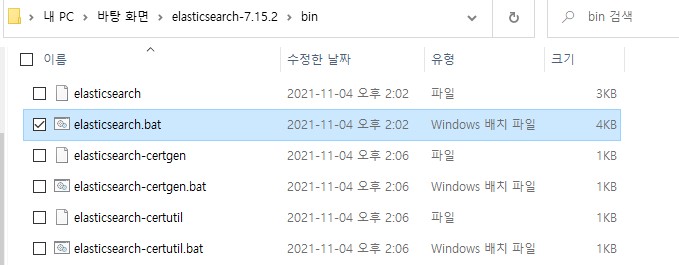 내 PC > 바탕 화면 > elasticsearch-7.15.2 > bin bin 검색
이름 수정한 날짜 유형 크기
elasticsearch 2021-11-04 오후 2:02 파일 3KB
elasticsearch.bat 2021-11-04 오후 2:02 Windows 배치 파일 4KB
elasticsearch-certgen 2021-11-04 오후 2:06 파일 1KB
elasticsearch-certgen.bat 2021-11-04 오후 2:06 Windows 배치 파일 1KB
elasticsearch-certutil 2021-11-04 오후 2:06 파일 1KB
elasticsearch-certutil.bat 2021-11-04 오후 2:06 Windows 배치 파일 1KB